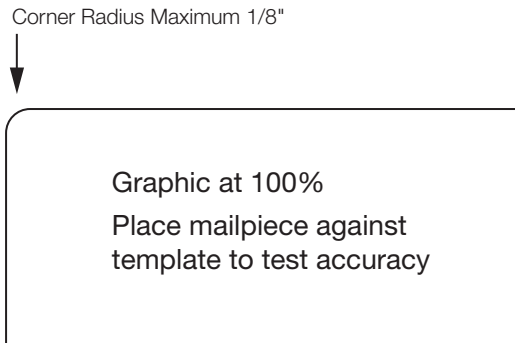 Corner Radius Maximum 1/8"
Graphic at 100%
Place mailpiece against
template to test accuracy